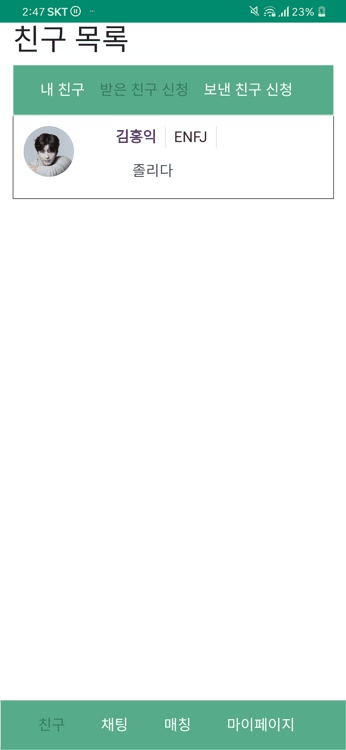 2:47 SKT 23%
친구 목록
내 친구 받은 친구 신청 보낸 친구 신청
김홍익 ENFJ
졸리다
친구 채팅 매칭 마이페이지